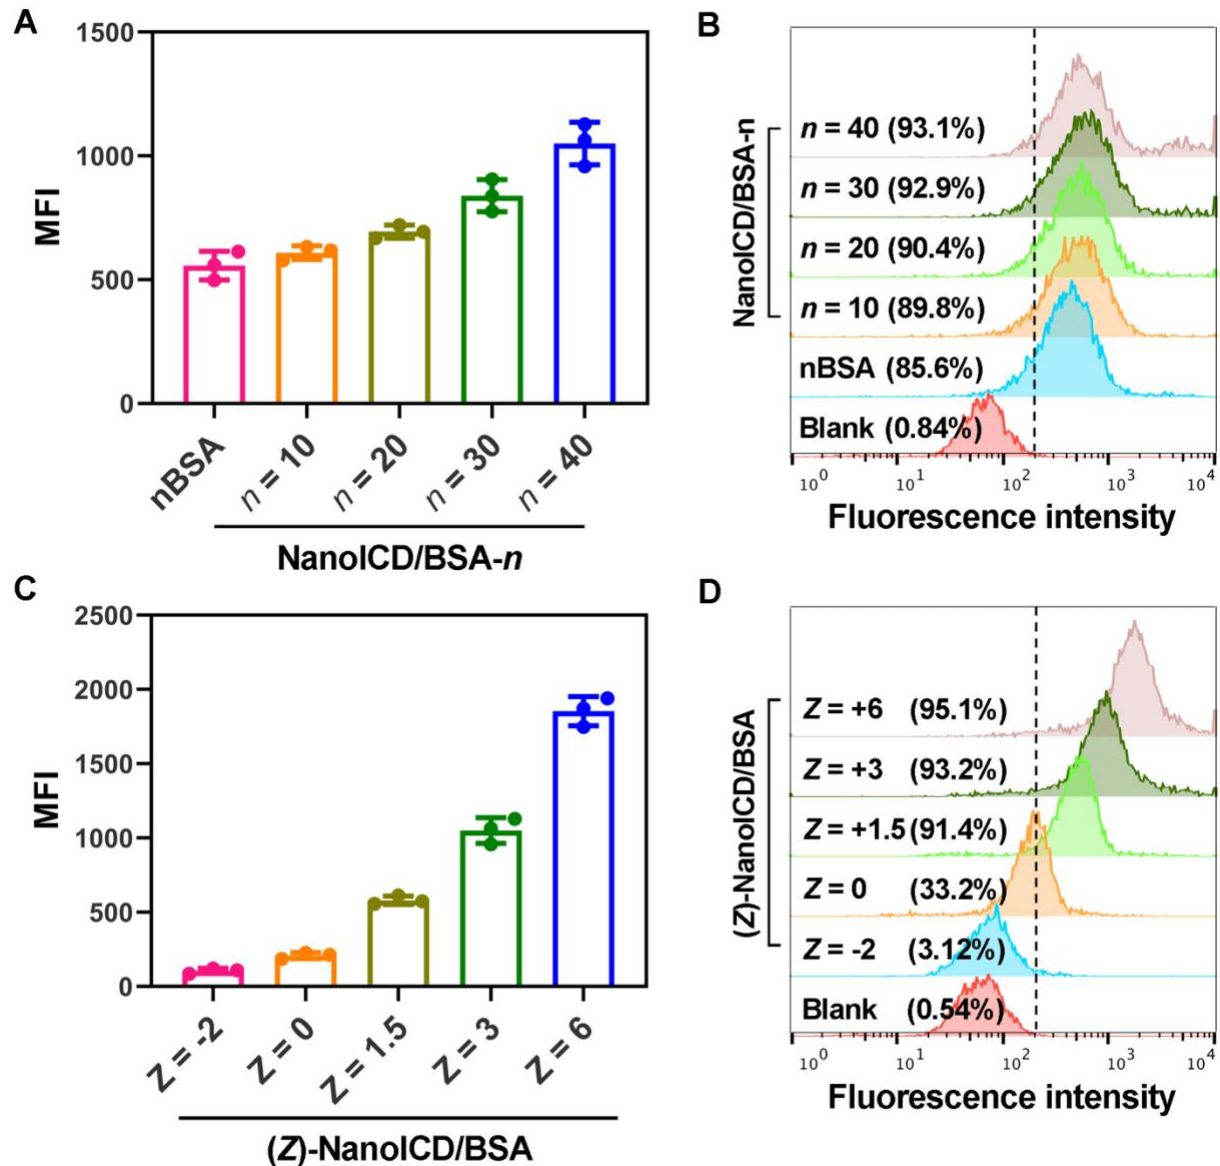 A
1500
1000
500
0
MFI
nBSA
n = 10
n = 20
n = 30
n = 40
NanoICD/BSA-n
B
NanoICD/BSA-n
n = 40 (93.1%)
n = 30 (92.9%)
n = 20 (90.4%)
n = 10 (89.8%)
nBSA (85.6%)
Blank (0.84%)
10^0 10^1 10^2 10^3 10^4
Fluorescence intensity
C
2500
2000
1500
1000
500
0
MFI
Z = -2
Z = 0
Z = 1.5
Z = 3
Z = 6
(Z)-NanoICD/BSA
D
(Z)-NanoICD/BSA
Z = +6 (95.1%)
Z = +3 (93.2%)
Z = +1.5 (91.4%)
Z = 0 (33.2%)
Z = -2 (3.12%)
Blank (0.54%)
10^0 10^1 10^2 10^3 10^4
Fluorescence intensity